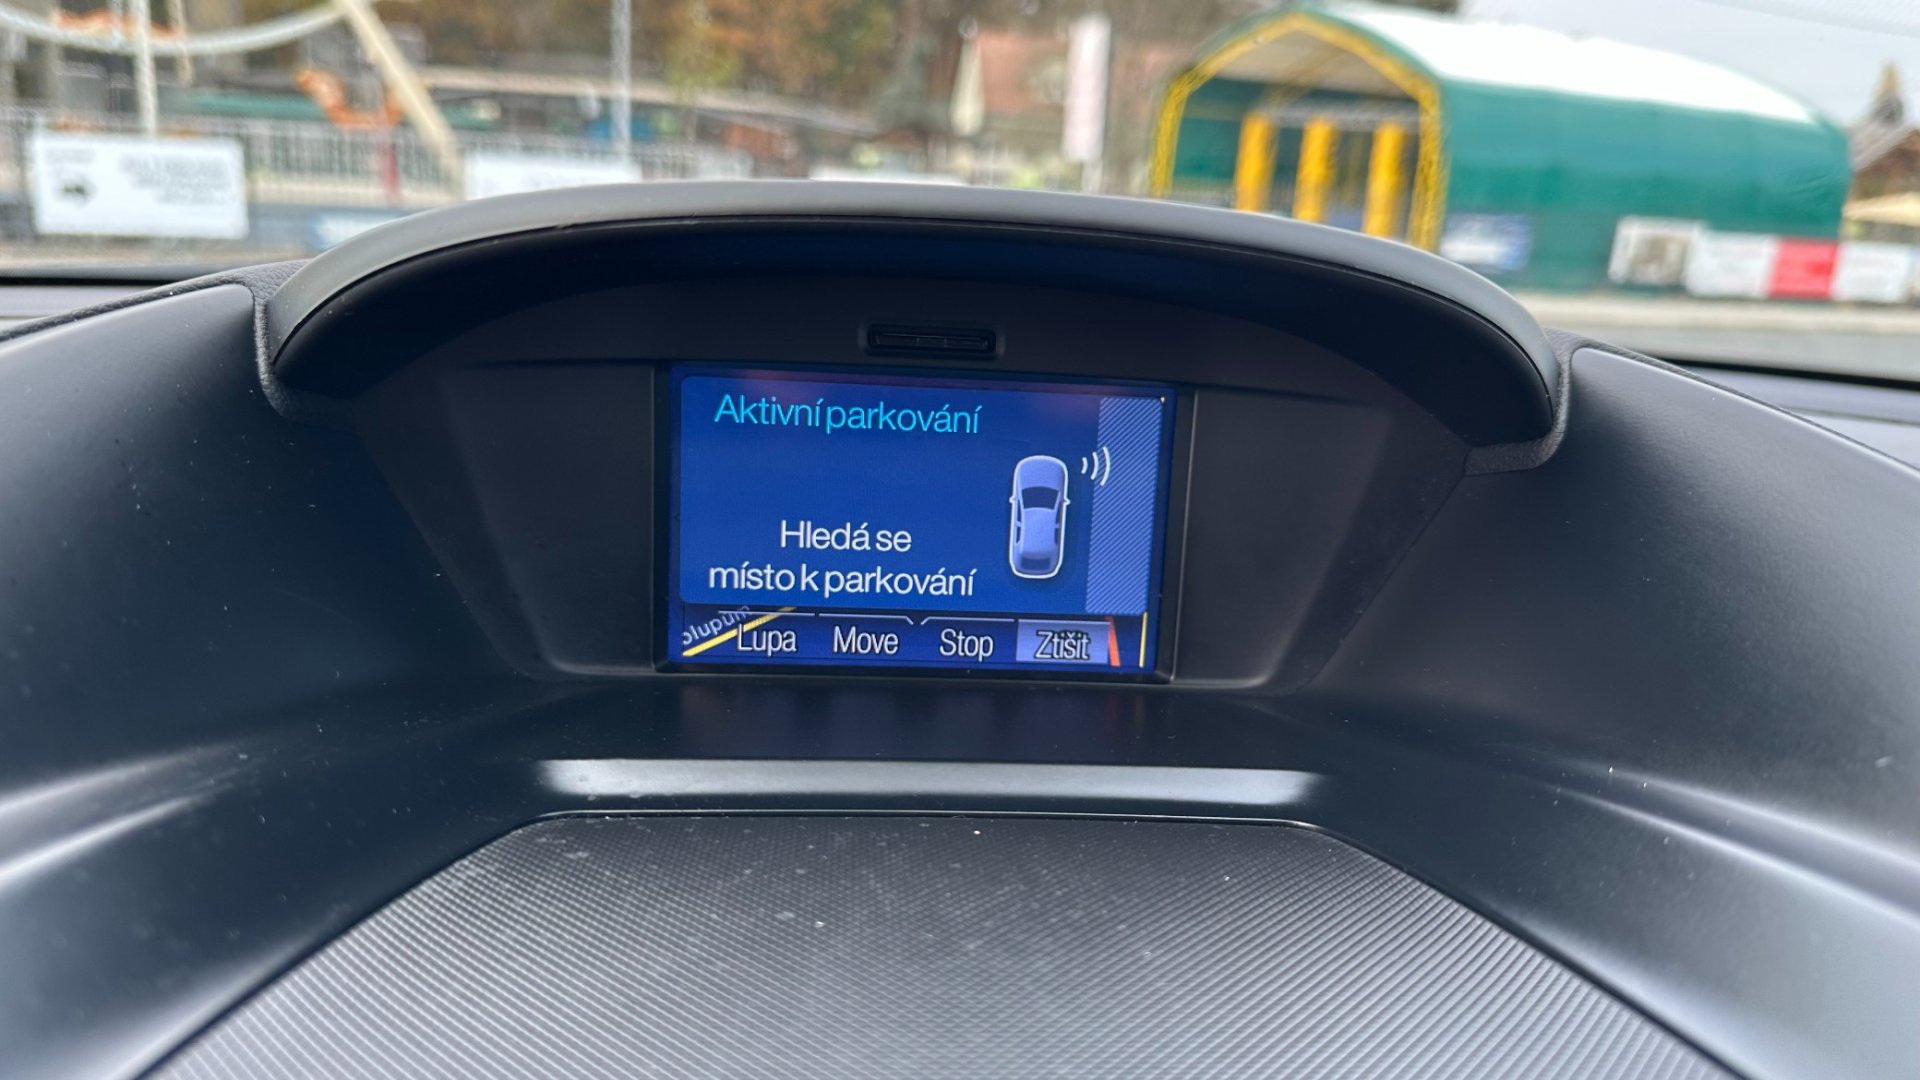 Aktivní parkování
Hledá se
místo k parkování
Lupa Move Stop Ztišit